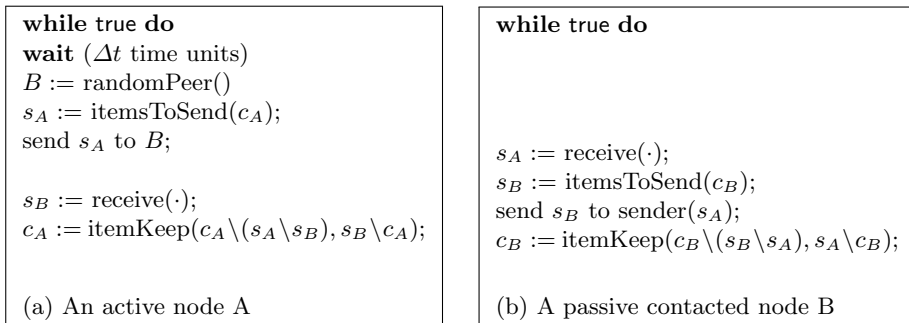 while true do
wait (Δt time units)
B := randomPeer()
s_A := itemsToSend(c_A);
send s_A to B;
s_B := receive(·);
c_A := itemKeep(c_A\(s_A\s_B), s_B\c_A);
(a) An active node A
while true do
s_A := receive(·);
s_B := itemsToSend(c_B);
send s_B to sender(s_A);
c_B := itemKeep(c_B\(s_B\s_A), s_A\c_B);
(b) A passive contacted node B